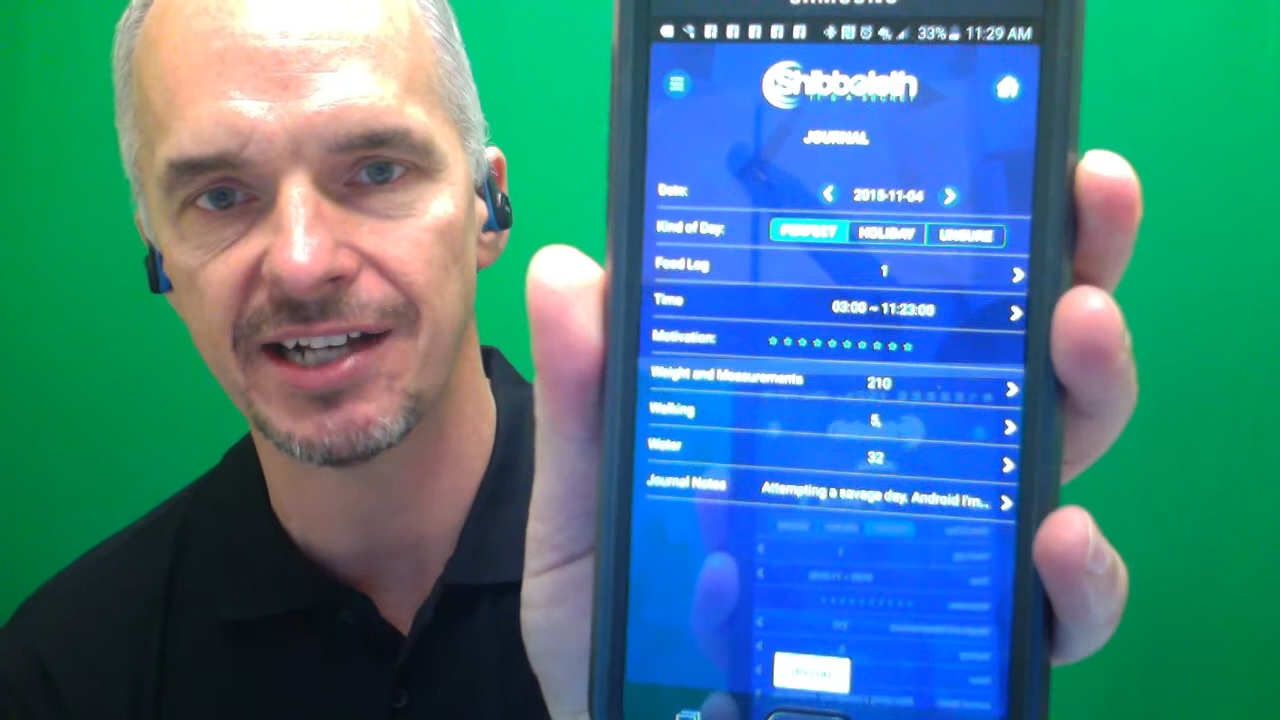 SAMSUNG
33% 11:29 AM
Shibboleth
IT'S A SECRET
JOURNAL
Date: 2015-11-04
Kind of Day: PERFECT HOLIDAY UNSURE
Food Log 1
Time 03:00 ~ 11:23:00
Motivation:
Weight and Measurements 210
Walking 5,
Water 32
Journal Notes Attempting a savage day. Android I'm..